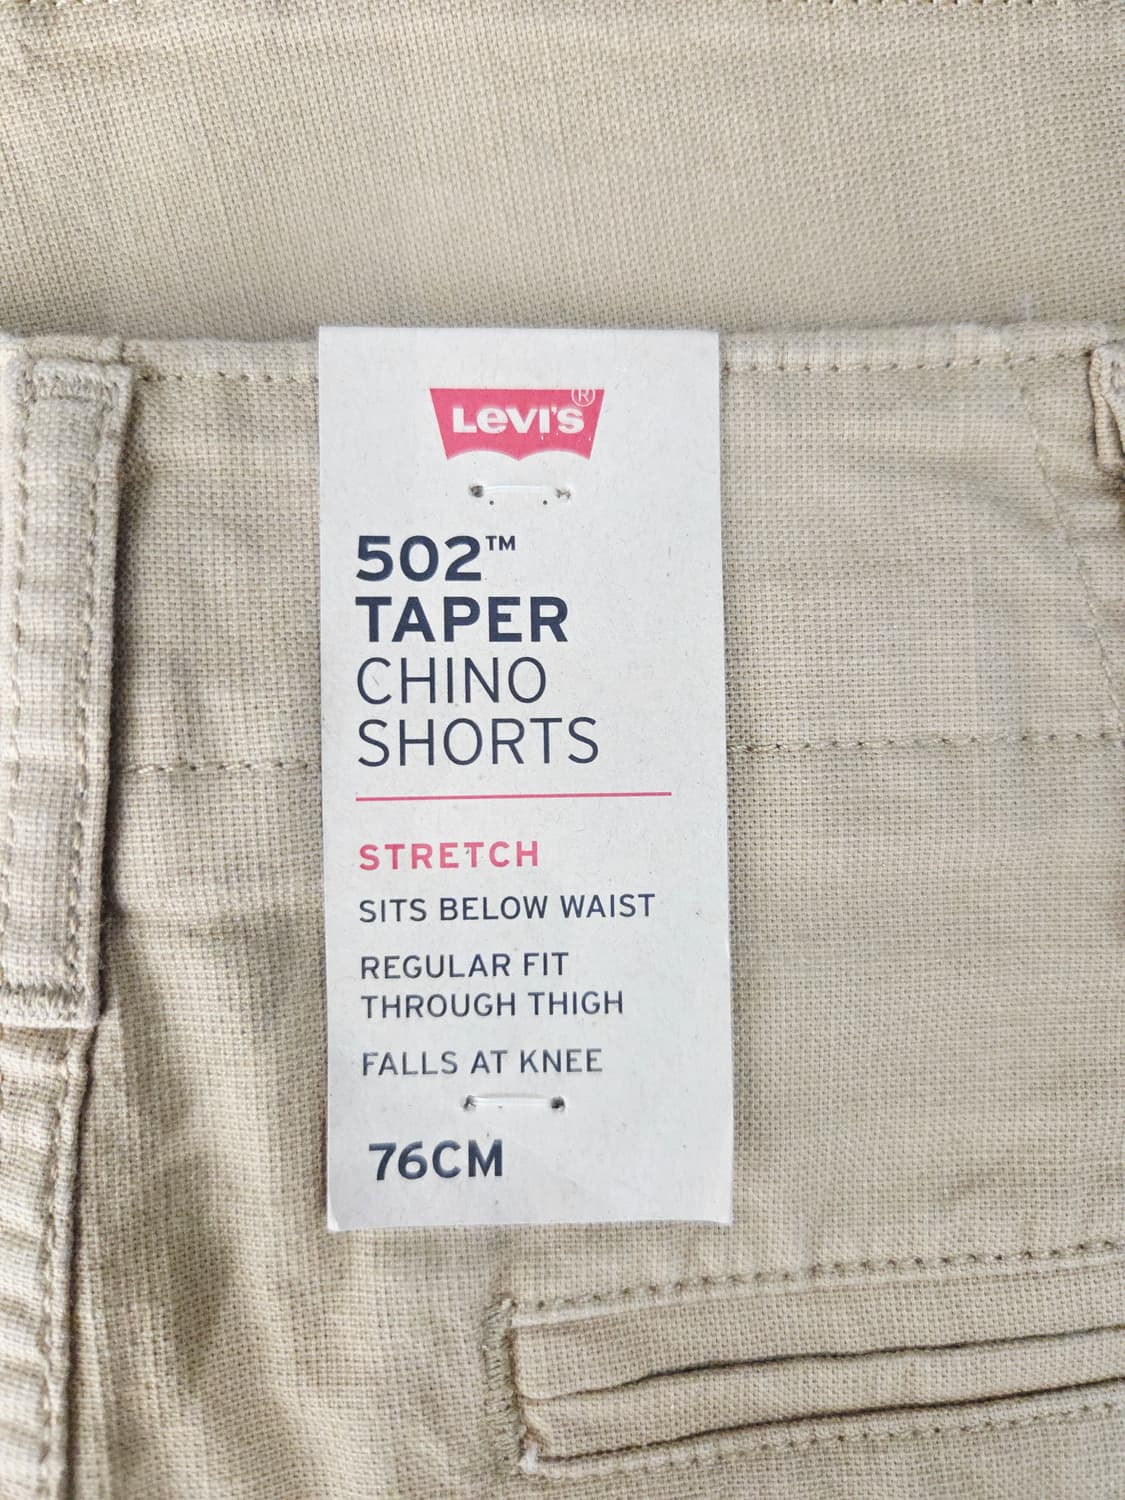 Levi's®
502™
TAPER
CHINO
SHORTS
STRETCH
SITS BELOW WAIST
REGULAR FIT
THROUGH THIGH
FALLS AT KNEE
76CM